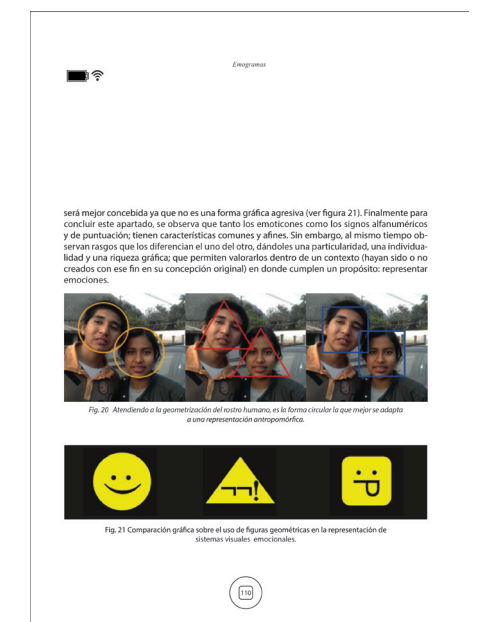 Emogramas
será mejor concebida ya que no es una forma gráfica agresiva (ver figura 21). Finalmente para
concluir este apartado, se observa que tanto los emoticones como los signos alfanuméricos
y de puntuación; tienen características comunes y afines. Sin embargo, al mismo tiempo ob-
servan rasgos que los diferencian el uno del otro, dándoles una particularidad, una individua-
lidad y una riqueza gráfica; que permiten valorarlos dentro de un contexto (hayan sido o no
creados con ese fin en su concepción original) en donde cumplen un propósito: representar
emociones.
Fig. 20 Atendiendo a la geometrización del rostro humano, es la forma circular la que mejor se adapta
a una representación antropomórfica.
Fig. 21 Comparación gráfica sobre el uso de figuras geométricas en la representación de
sistemas visuales emocionales.
110